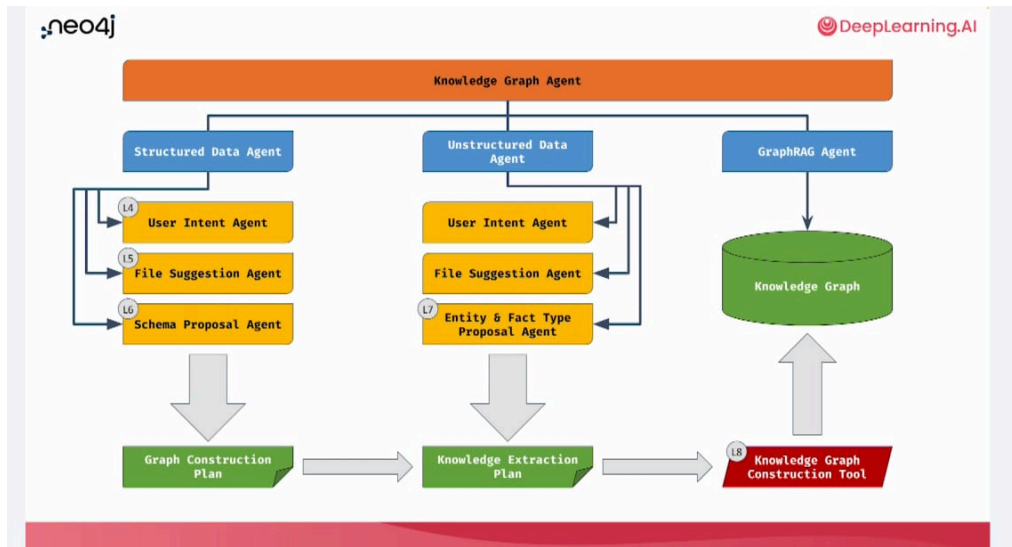 neo4j
DeepLearning.AI
Knowledge Graph Agent
Structured Data Agent
Unstructured Data
Agent
GraphRAG Agent
L4
User Intent Agent
User Intent Agent
L5
File Suggestion Agent
File Suggestion Agent
Knowledge Graph
L6
Schema Proposal Agent
L7
Entity & Fact Type
Proposal Agent
Graph Construction
Plan
Knowledge Extraction
Plan
L8
Knowledge Graph
Construction Tool